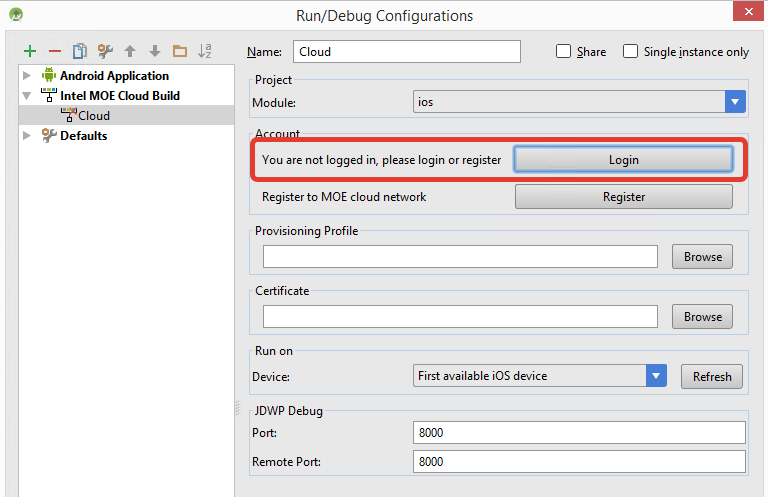 Run/Debug Configurations
Name: Cloud Share Single instance only
Android Application
Intel MOE Cloud Build
Cloud
Defaults
Project
Module: ios
Account
You are not logged in, please login or register Login
Register to MOE cloud network Register
Provisioning Profile
Browse
Certificate
Browse
Run on
Device: First available iOS device Refresh
JDWP Debug
Port: 8000
Remote Port: 8000